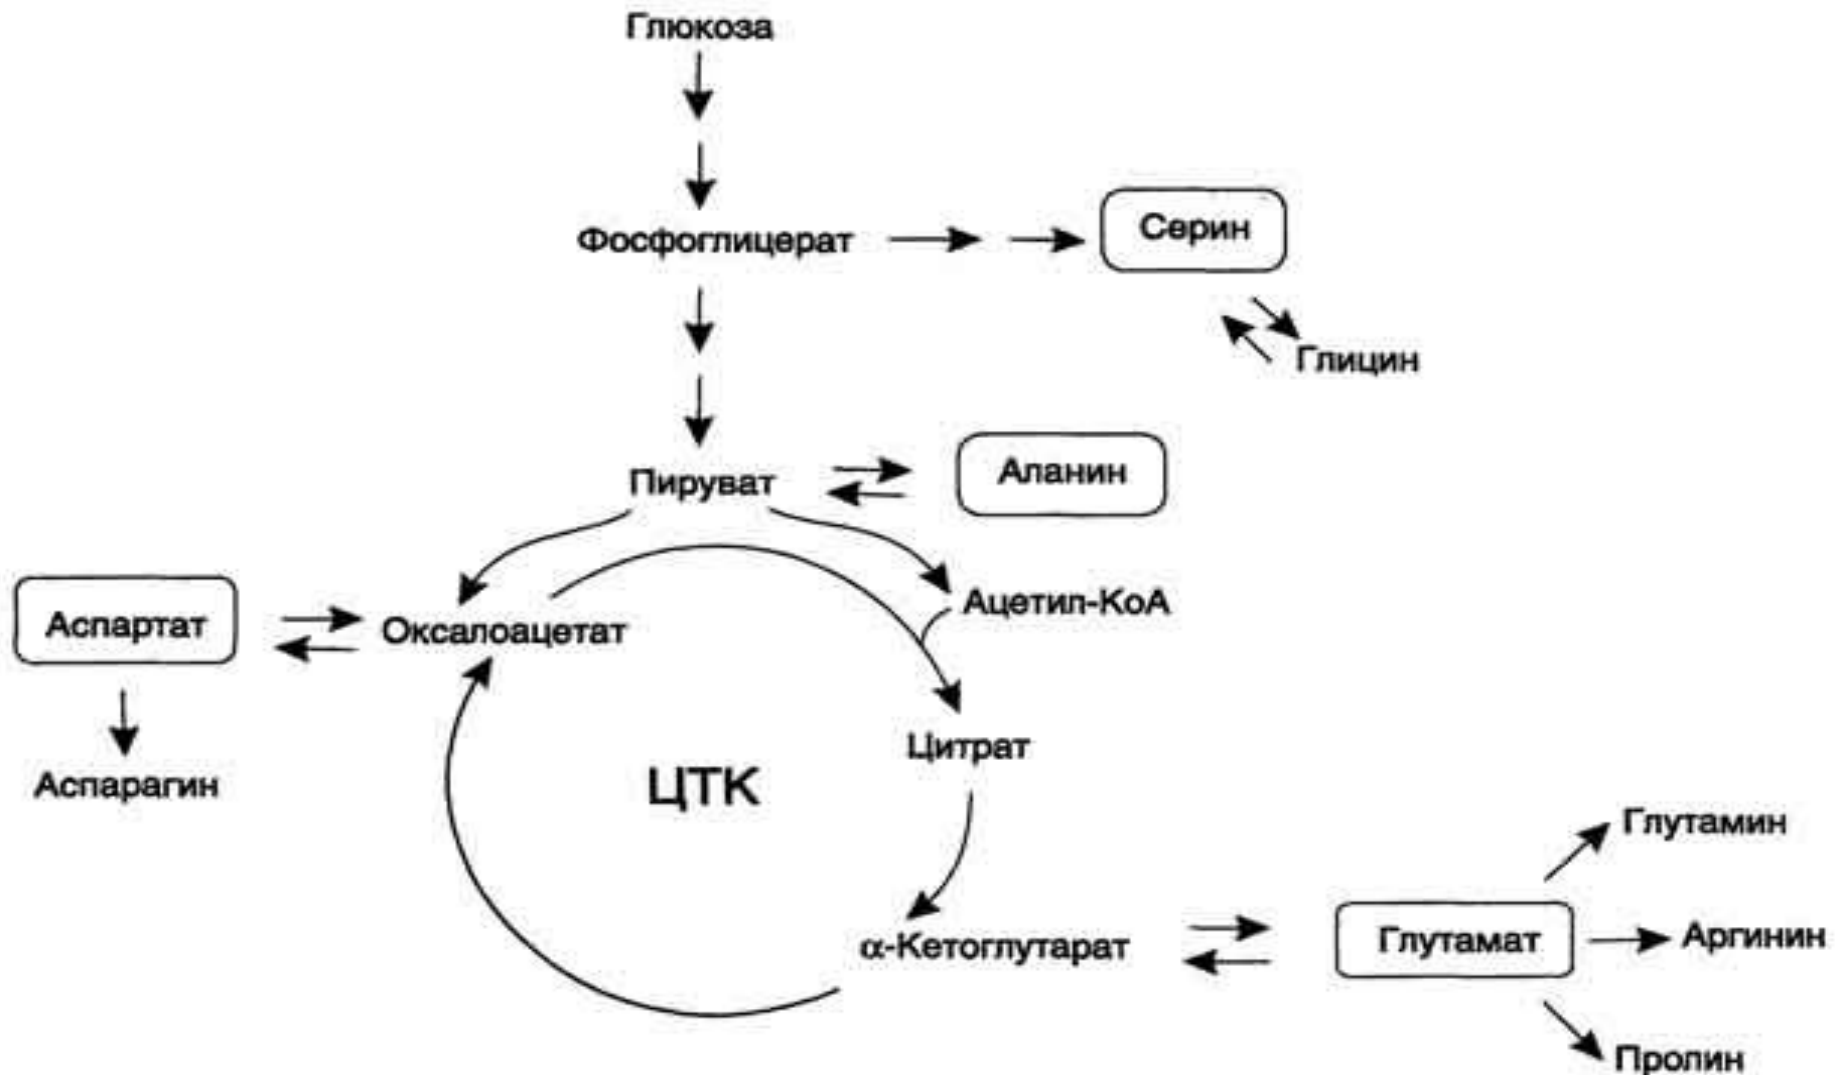 Глюкоза
Фосфоглицерат
Серин
Глицин
Пируват
Аланин
Ацетил-КоА
Аспартат
Оксалоацетат
Цитрат
Аспарагин
ЦТК
Глутамин
α-Кетоглутарат
Глутамат
Аргинин
Пролин